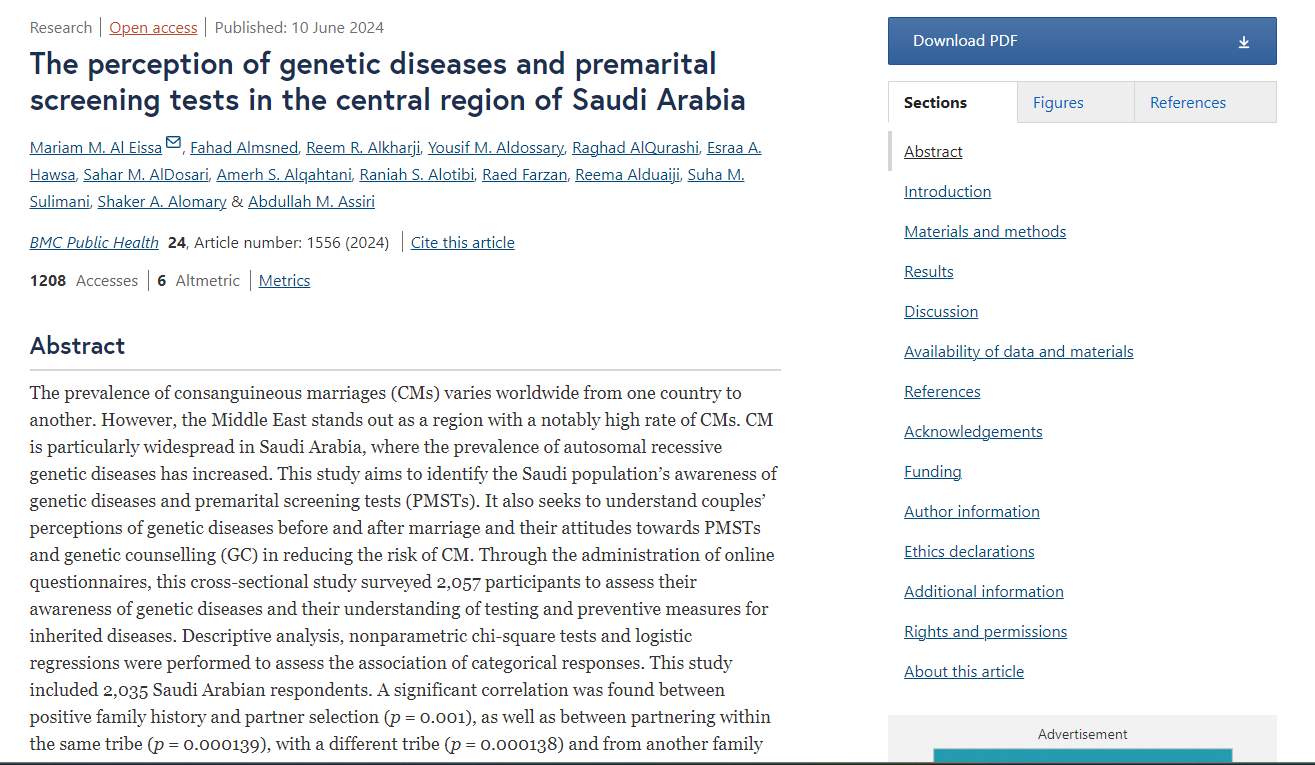 Research Open access Published: 10 June 2024
The perception of genetic diseases and premarital
screening tests in the central region of Saudi Arabia
Mariam M. Al Eissa, Fahad Almsned, Reem R. Alkharji, Yousif M. Aldossary, Raghad AlQurashi, Esraa A.
Hawsa, Sahar M. AlDosari, Amerh S. Alqahtani, Raniah S. Alotibi, Raed Farzan, Reema Alduaiji, Suha M.
Sulimani, Shaker A. Alomary & Abdullah M. Assiri
BMC Public Health 24, Article number: 1556 (2024) Cite this article
1208 Accesses 6 Altmetric Metrics
Abstract
The prevalence of consanguineous marriages (CMs) varies worldwide from one country to
another. However, the Middle East stands out as a region with a notably high rate of CMs. CM
is particularly widespread in Saudi Arabia, where the prevalence of autosomal recessive
genetic diseases has increased. This study aims to identify the Saudi population’s awareness of
genetic diseases and premarital screening tests (PMSTs). It also seeks to understand couples’
perceptions of genetic diseases before and after marriage and their attitudes towards PMSTs
and genetic counselling (GC) in reducing the risk of CM. Through the administration of online
questionnaires, this cross-sectional study surveyed 2,057 participants to assess their
awareness of genetic diseases and their understanding of testing and preventive measures for
inherited diseases. Descriptive analysis, nonparametric chi-square tests and logistic
regressions were performed to assess the association of categorical responses. This study
included 2,035 Saudi Arabian respondents. A significant correlation was found between
positive family history and partner selection (p = 0.001), as well as between partnering within
the same tribe (p = 0.000139), with a different tribe (p = 0.000138) and from another family
Download PDF
Sections Figures References
Abstract
Introduction
Materials and methods
Results
Discussion
Availability of data and materials
References
Acknowledgements
Funding
Author information
Ethics declarations
Additional information
Rights and permissions
About this article
Advertisement